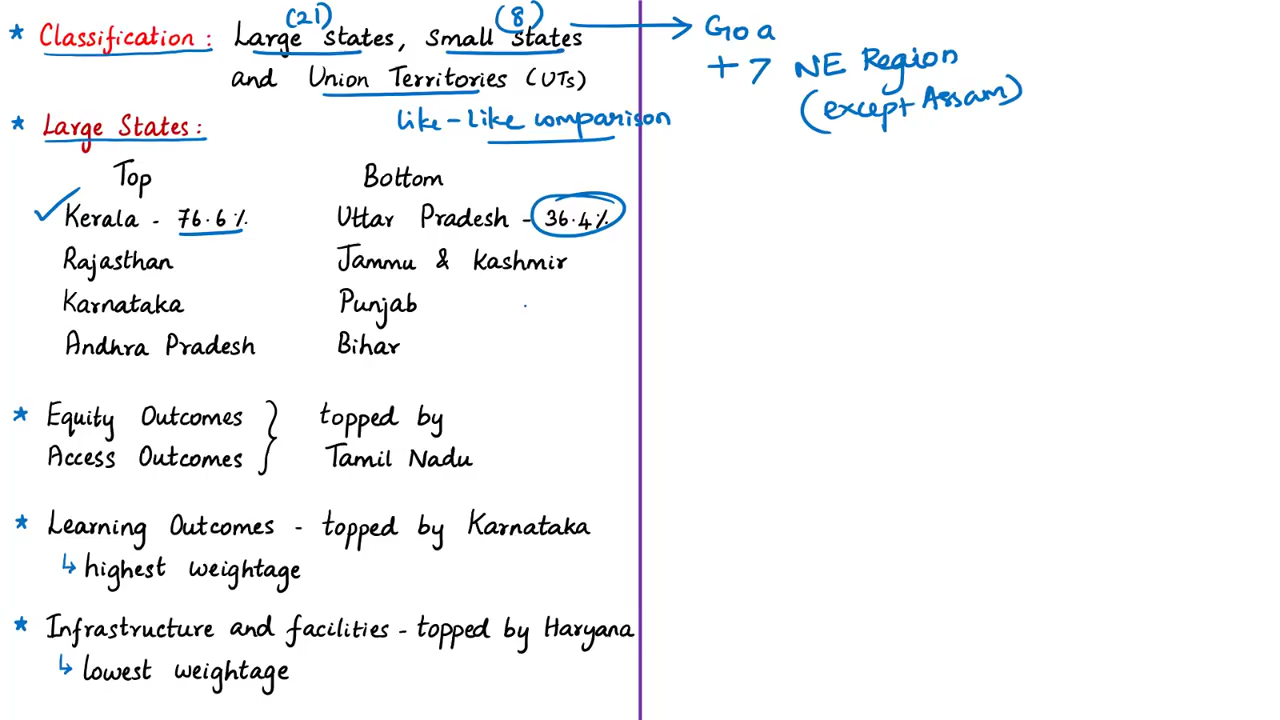 (21) (8)
* Classification: Large states, small states → Goa
and Union Territories (UTs)
+ 7 NE Region
(except Assam)
like-like comparison
* Large States:
Top Bottom
✓ Kerala - 76.6% Uttar Pradesh - 36.4%
Rajasthan Jammu & Kashmir
Karnataka Punjab
Andhra Pradesh Bihar
* Equity Outcomes } topped by
Access Outcomes Tamil Nadu
* Learning Outcomes - topped by Karnataka
↳ highest weightage
* Infrastructure and facilities - topped by Haryana
↳ lowest weightage